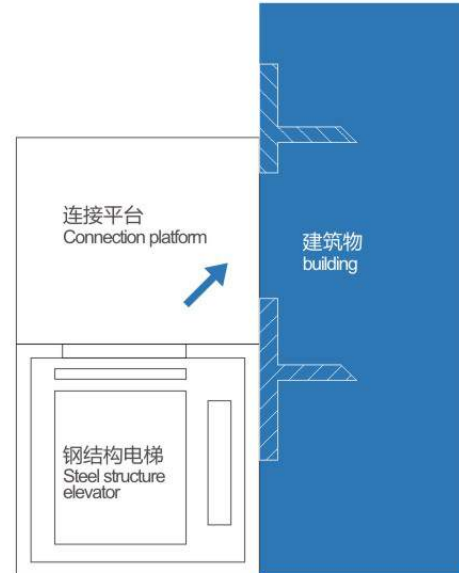 连接平台
Connection platform
建筑物
building
钢结构电梯
Steel structure
elevator